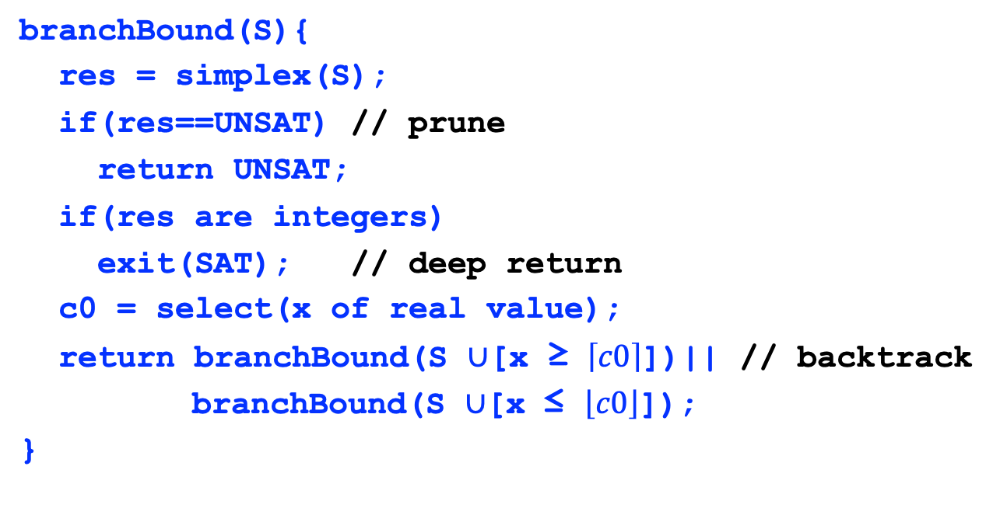 branchBound(S){
res = simplex(S);
if(res==UNSAT) // prune
return UNSAT;
if(res are integers)
exit(SAT); // deep return
c0 = select(x of real value);
return branchBound(S ∪[x ≥ ⌈c0⌉])|| // backtrack
branchBound(S ∪[x ≤ ⌊c0⌋]);
}